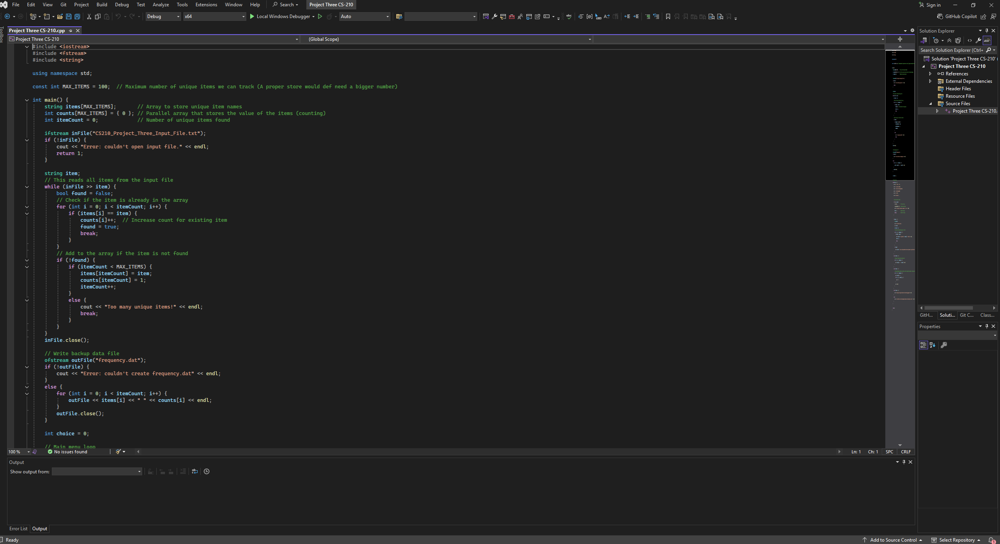 File Edit View Git Project Build Debug Test Analyze Tools Extensions Window Help Search Project Three CS-210 Sign in
Debug x64 Local Windows Debugger Auto GitHub Copilot
Toolbox
Project Three CS-210.cpp
Project Three CS-210 (Global Scope)
#include <iostream>
#include <fstream>
#include <string>
using namespace std;
const int MAX_ITEMS = 100;  // Maximum number of unique items we can track (A proper store would def need a bigger number)
int main() {
string items[MAX_ITEMS];       // Array to store unique item names
int counts[MAX_ITEMS] = { 0 }; // Parallel array that stores the value of the items (counting)
int itemCount = 0;             // Number of unique items found
ifstream inFile("CS210_Project_Three_Input_File.txt");
if (!inFile) {
cout << "Error: couldn't open input file." << endl;
return 1;
}
string item;
// This reads all items from the input file
while (inFile >> item) {
bool found = false;
// Check if the item is already in the array
for (int i = 0; i < itemCount; i++) {
if (items[i] == item) {
counts[i]++;  // Increase count for existing item
found = true;
break;
}
}
// Add to the array if the item is not found
if (!found) {
if (itemCount < MAX_ITEMS) {
items[itemCount] = item;
counts[itemCount] = 1;
itemCount++;
}
else {
cout << "Too many unique items!" << endl;
break;
}
}
}
inFile.close();
// Write backup data file
ofstream outFile("frequency.dat");
if (!outFile) {
cout << "Error: couldn't create frequency.dat" << endl;
}
else {
for (int i = 0; i < itemCount; i++) {
outFile << items[i] << " " << counts[i] << endl;
}
outFile.close();
}
int choice = 0;
// Main menu loop
100 % No issues found Ln: 1 Ch: 1 SPC CRLF
Output
Show output from:
Error List Output
Solution Explorer
Search Solution Explorer (Ctrl+
Solution 'Project Three CS-210' (
Project Three CS-210
References
External Dependencies
Header Files
Resource Files
Source Files
Project Three CS-210.
GitH... Soluti... Git C... Class...
Properties
Ready Add to Source Control Select Repository 1